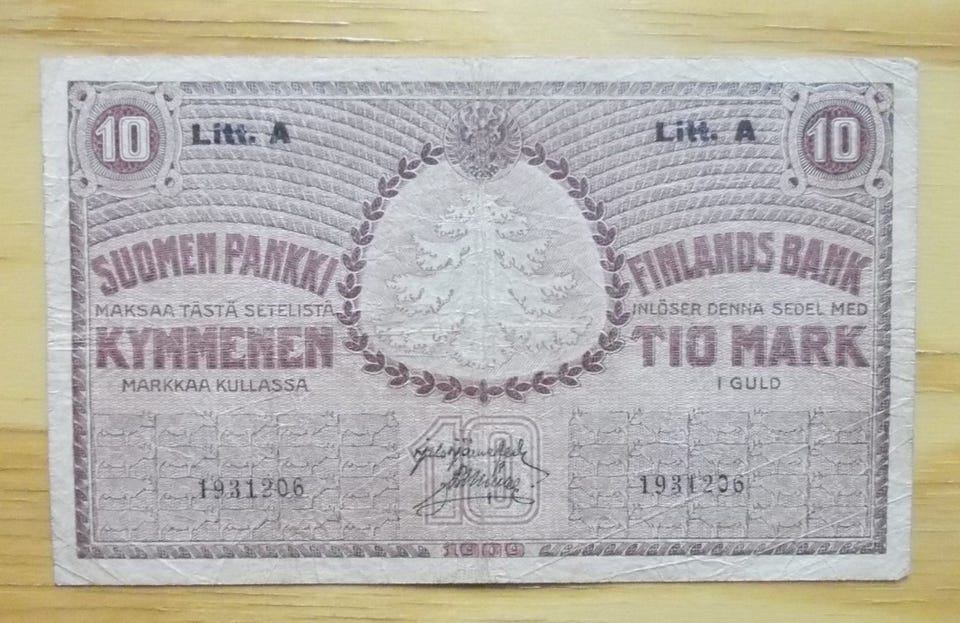 10 Litt. A Litt. A 10
SUOMEN PANKKI
MAKSAA TÄSTÄ SETELISTÄ
KYMMENEN
MARKKAA KULLASSA
FINLANDS BANK
INLÖSER DENNA SEDEL MED
TIO MARK
I GULD
10
1931206
1931206
1909